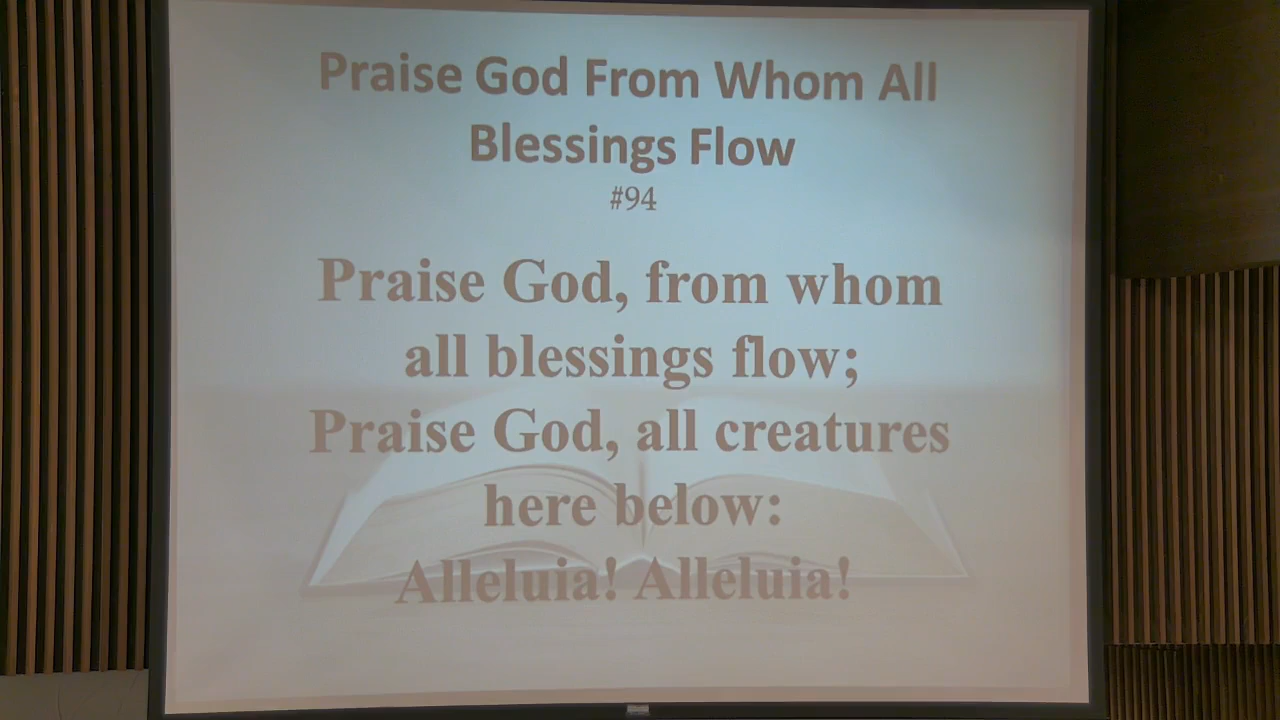 Praise God From Whom All
Blessings Flow
#94
Praise God, from whom
all blessings flow;
Praise God, all creatures
here below:
Alleluia! Alleluia!